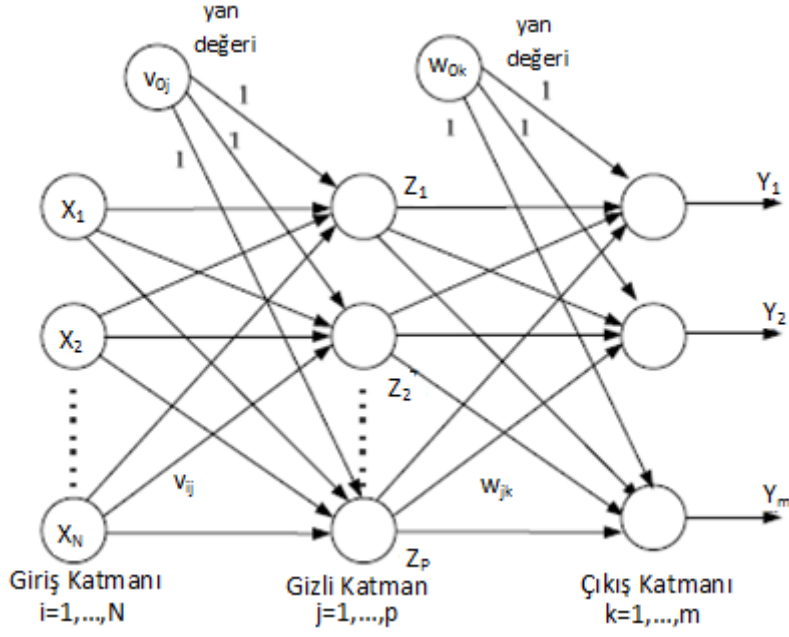 yan
değeri
yan
değeri
v0j
w0k
1
1
1
1
1
1
X1
Z1
Y1
X2
Z2
Y2
vij
wjk
XN
Zp
Ym
Giriş Katmanı
i=1,...,N
Gizli Katman
j=1,...,p
Çıkış Katmanı
k=1,...,m